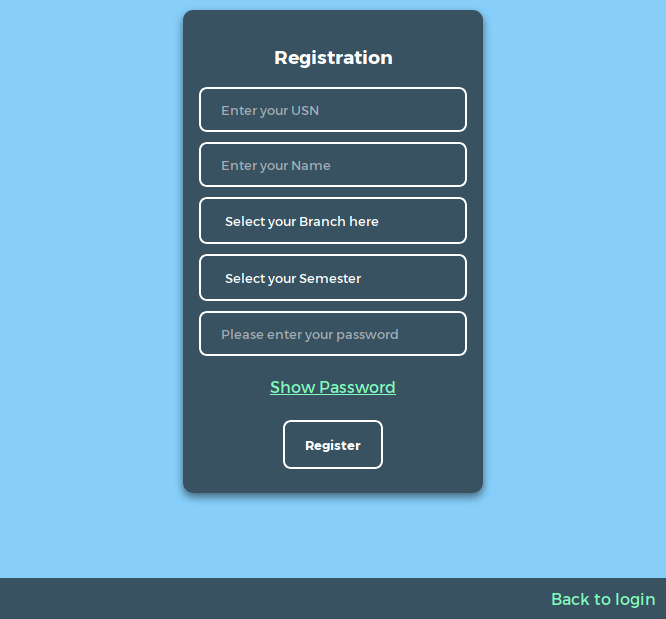 Registration
Enter your USN
Enter your Name
Select your Branch here
Select your Semester
Please enter your password
Show Password
Register
Back to login